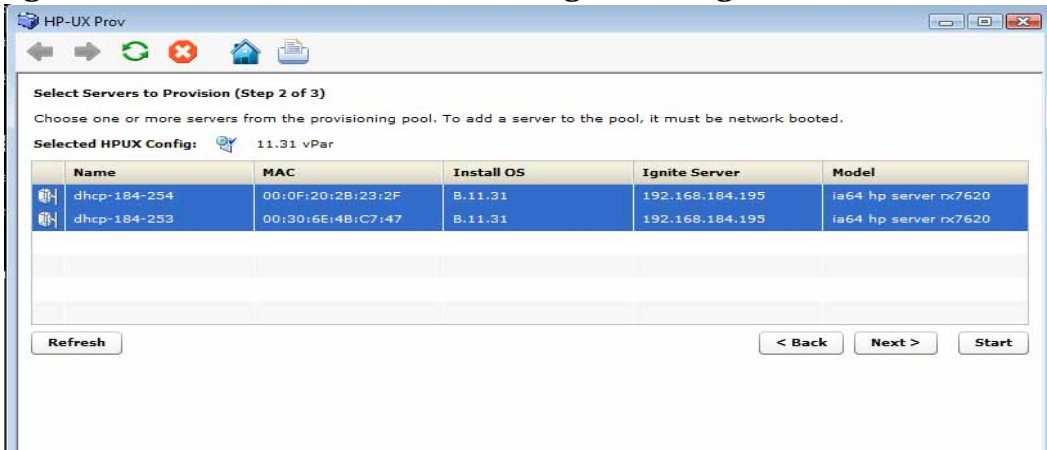 HP-UX Prov
Select Servers to Provision (Step 2 of 3)
Choose one or more servers from the provisioning pool. To add a server to the pool, it must be network booted.
Selected HPUX Config: 11.31 vPar
Name MAC Install OS Ignite Server Model
dhcp-184-254 00:0F:20:2B:23:2F B.11.31 192.168.184.195 ia64 hp server rx7620
dhcp-184-253 00:30:6E:4B:C7:47 B.11.31 192.168.184.195 ia64 hp server rx7620
Refresh < Back Next > Start